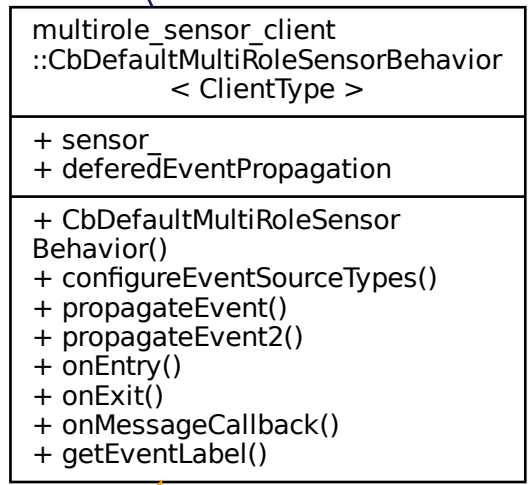 multirole_sensor_client
::CbDefaultMultiRoleSensorBehavior
< ClientType >
+ sensor_
+ deferedEventPropagation
+ CbDefaultMultiRoleSensor
Behavior()
+ configureEventSourceTypes()
+ propagateEvent()
+ propagateEvent2()
+ onEntry()
+ onExit()
+ onMessageCallback()
+ getEventLabel()